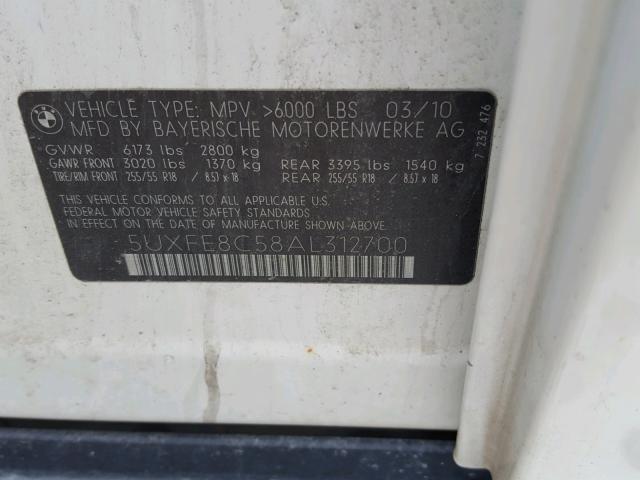 BMW
VEHICLE TYPE: MPV >6000 LBS 03/10
MFD BY BAYERISCHE MOTORENWERKE AG
GVWR 6173 lbs 2800 kg
GAWR FRONT 3020 lbs 1370 kg REAR 3395 lbs 1540 kg
TIRE/RIM FRONT 255/55 R18 / 8.5J x 18 REAR 255/55 R18 / 8.5J x 18
THIS VEHICLE CONFORMS TO ALL APPLICABLE U.S.
FEDERAL MOTOR VEHICLE SAFETY STANDARDS IN
EFFECT ON THE DATE OF MANUFACTURE SHOWN ABOVE.
5UXFE8C58AL312700
7 232 476